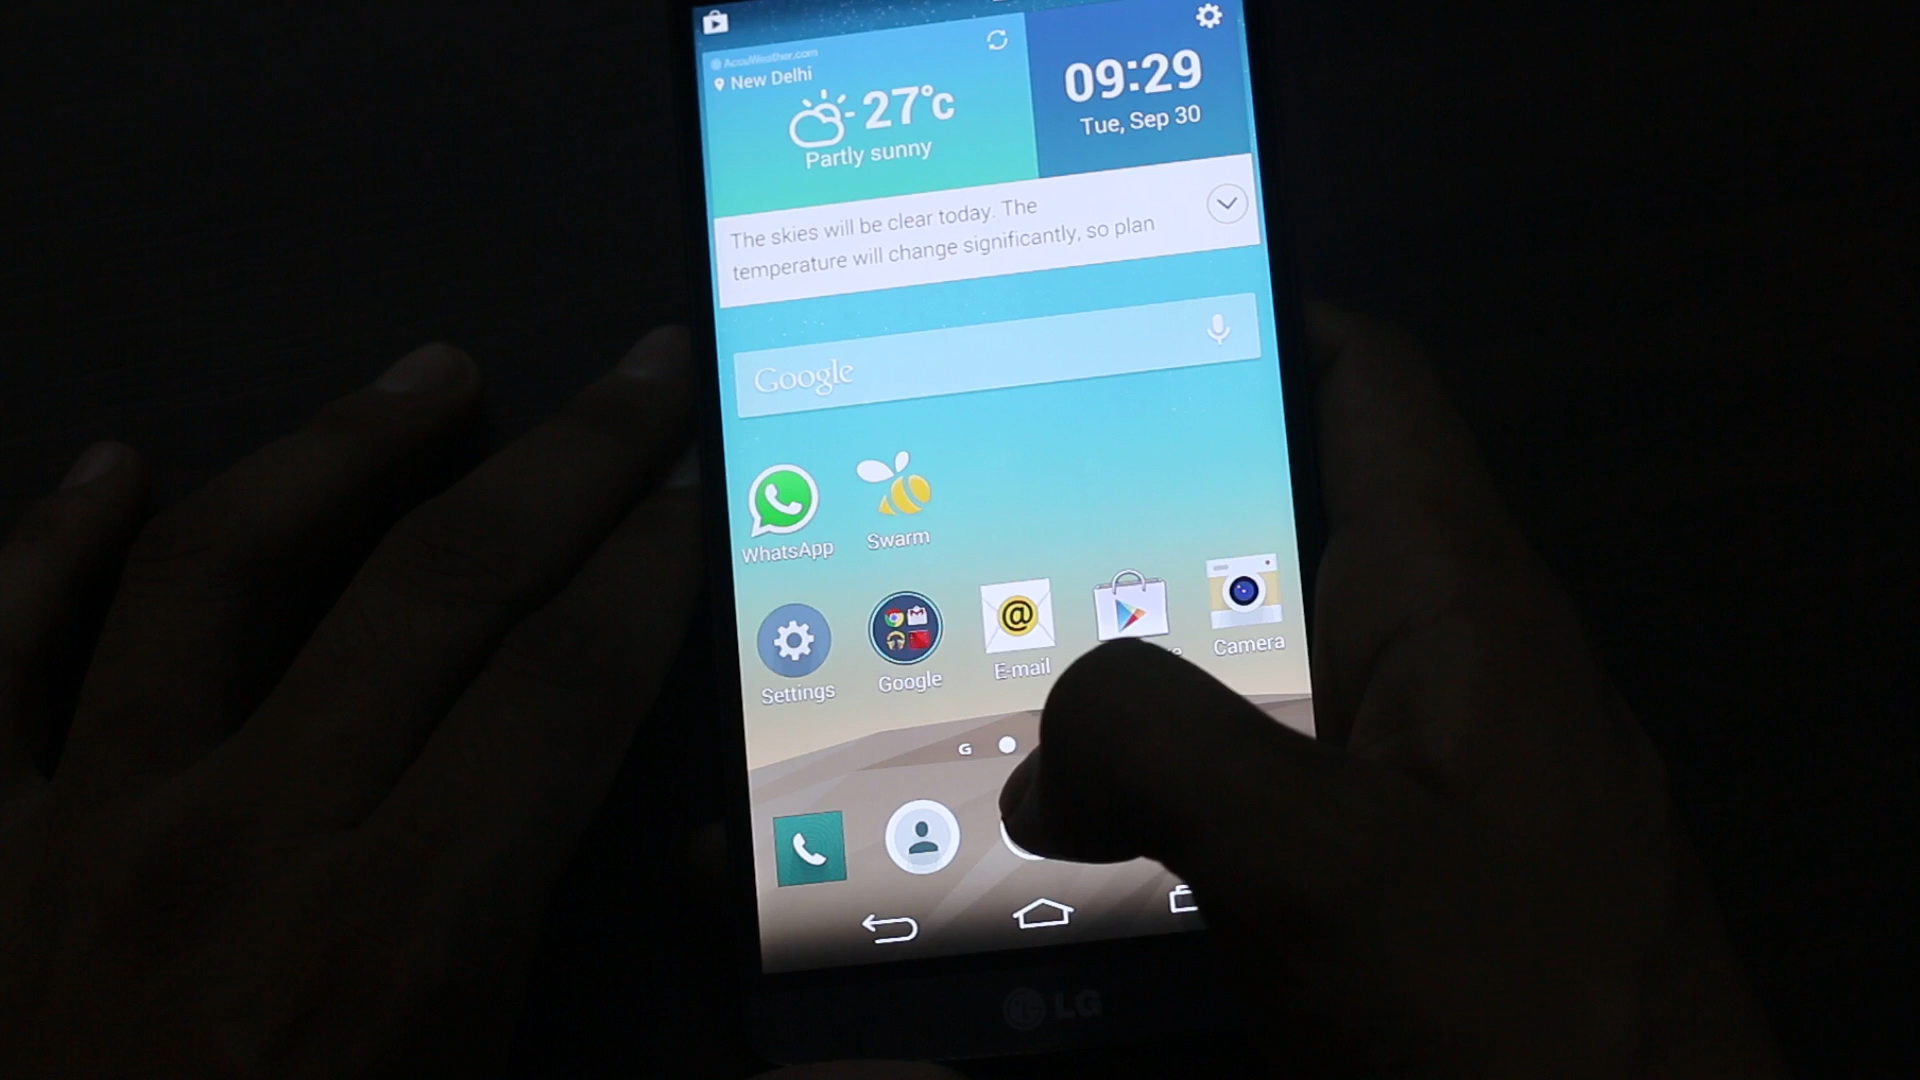 AccuWeather.com
New Delhi
27°c
Partly sunny
09:29
Tue, Sep 30
The skies will be clear today. The
temperature will change significantly, so plan
Google
WhatsApp
Swarm
Settings
Google
E-mail
Camera
G
LG